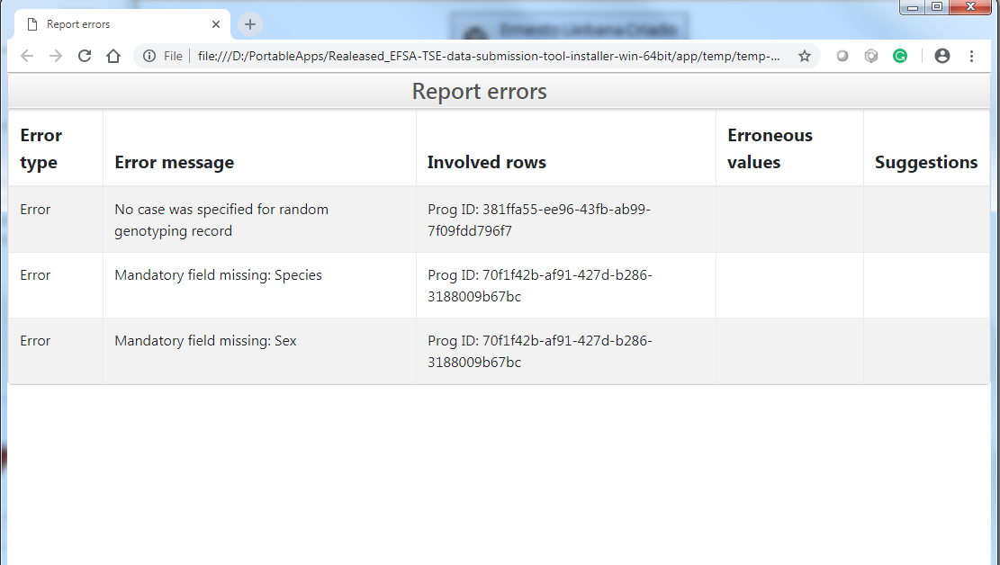 Report errors
File
file:///D:/PortableApps/Realeased_EFSA-TSE-data-submission-tool-installer-win-64bit/app/temp/temp-...
Report errors
Error type
Error message
Involved rows
Erroneous values
Suggestions
Error
No case was specified for random
genotyping record
Prog ID: 381ffa55-ee96-43fb-ab99-
7f09fdd796f7
Error
Mandatory field missing: Species
Prog ID: 70f1f42b-af91-427d-b286-
3188009b67bc
Error
Mandatory field missing: Sex
Prog ID: 70f1f42b-af91-427d-b286-
3188009b67bc